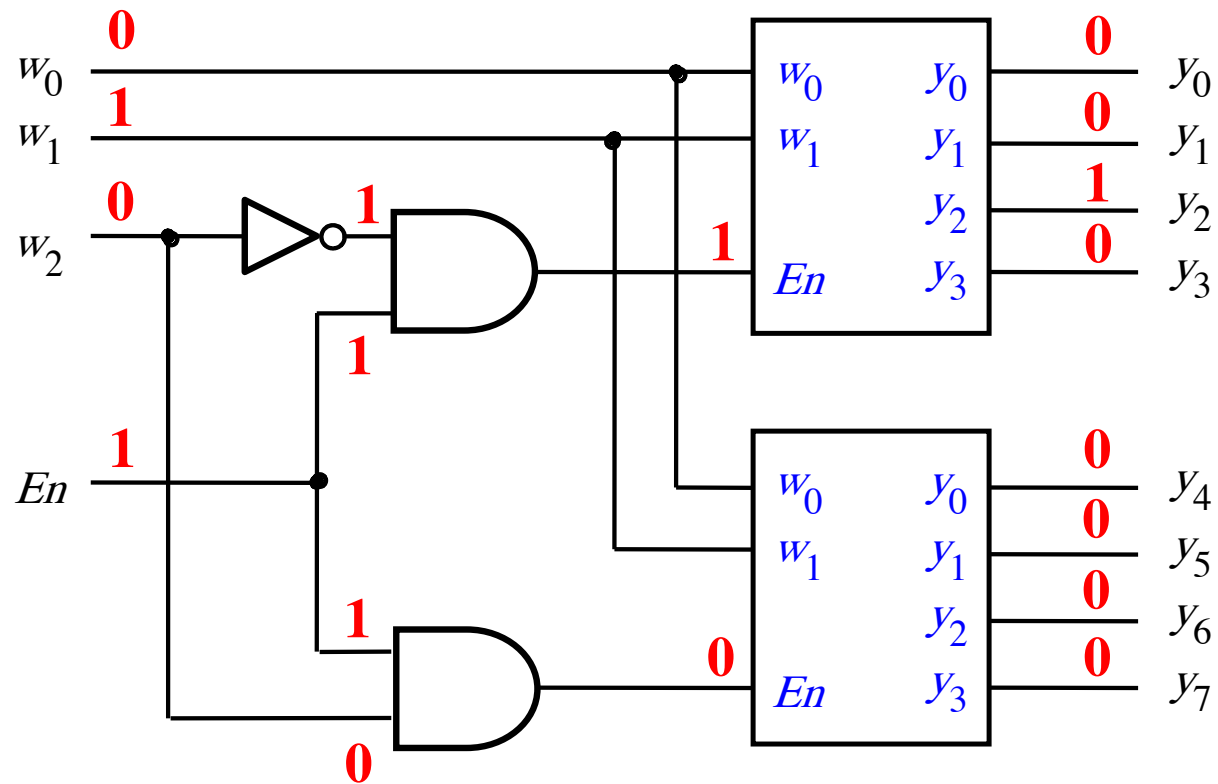 0 0
w0 w0 y0 y0
1 0
w1 w1 y1 y1
0 1 1
w2 y2 y2
1 0
En y3 y3
1
1 0
En w0 y0 y4
0
w1 y1 y5
1 0
y2 y6
0 0
En y3 y7
0